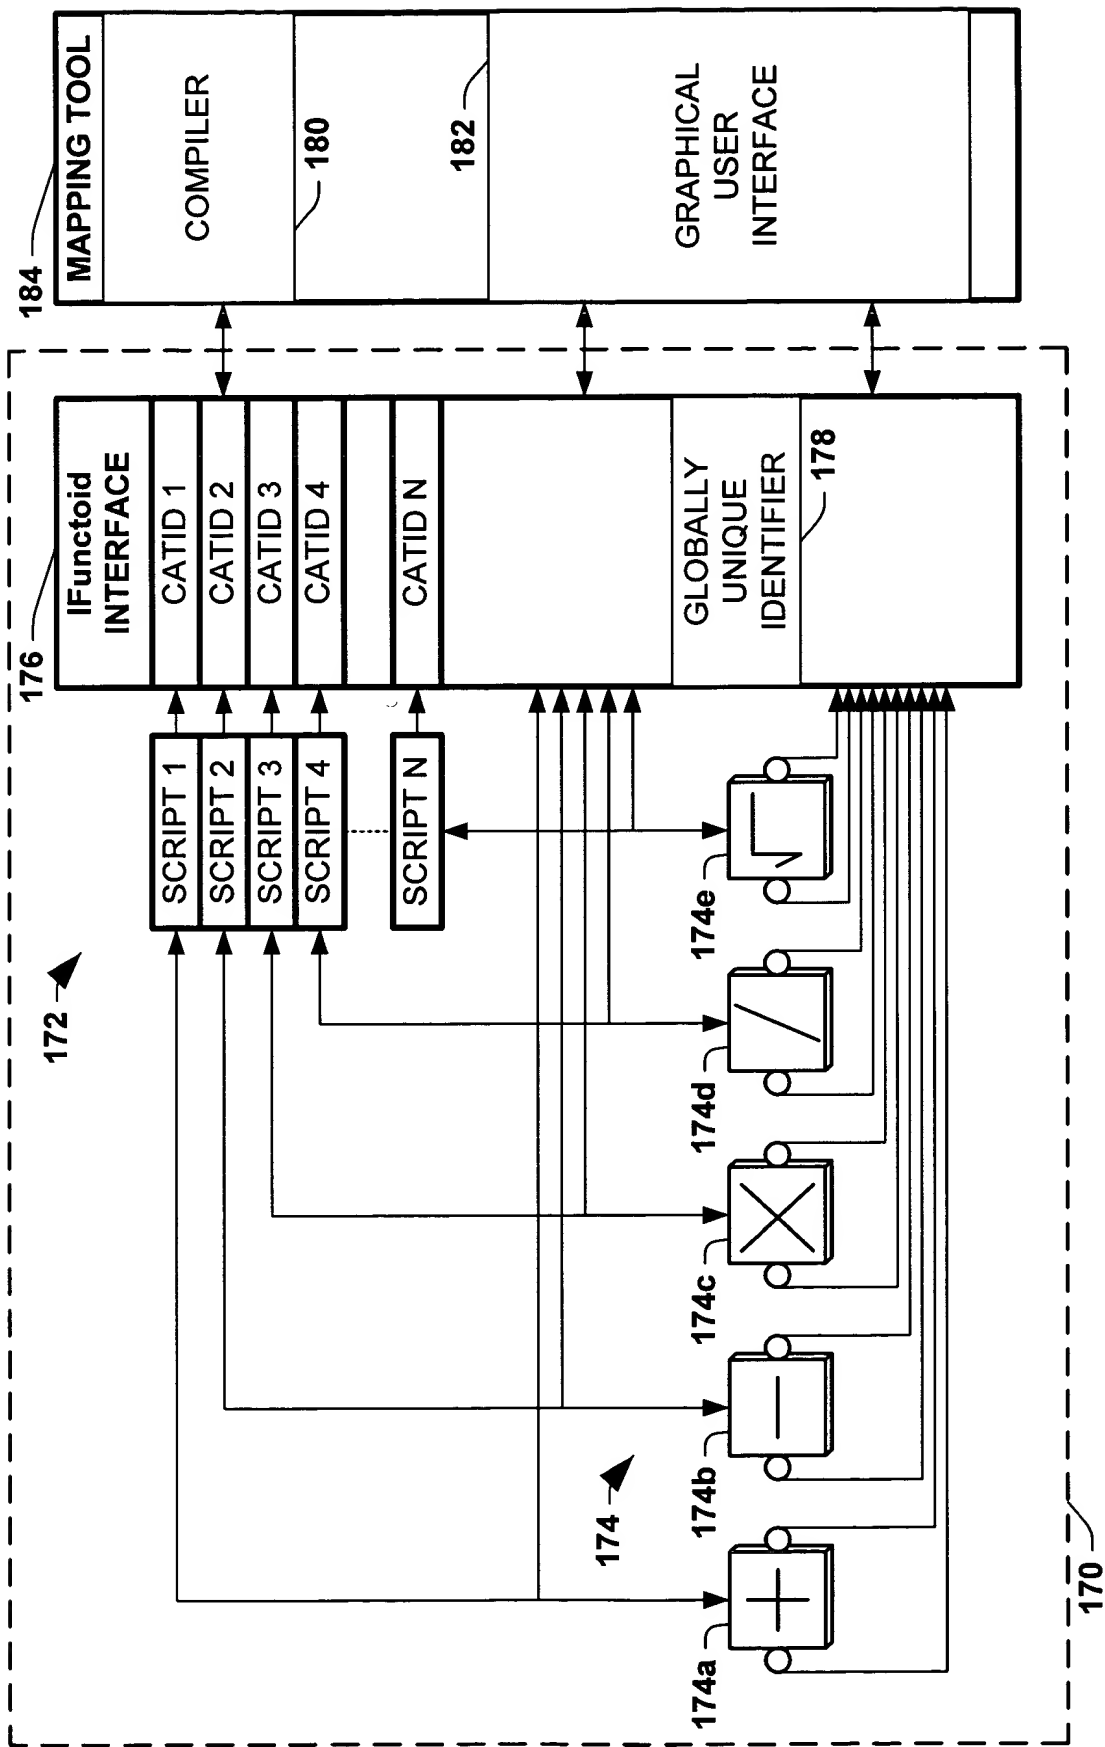 184
MAPPING TOOL
COMPILER
180
182
GRAPHICAL
USER
INTERFACE
176
IFunctoid
INTERFACE
CATID 1
CATID 2
CATID 3
CATID 4
CATID N
GLOBALLY
UNIQUE
IDENTIFIER
178
172
SCRIPT 1
SCRIPT 2
SCRIPT 3
SCRIPT 4
SCRIPT N
174
174a
174b
174c
174d
174e
170